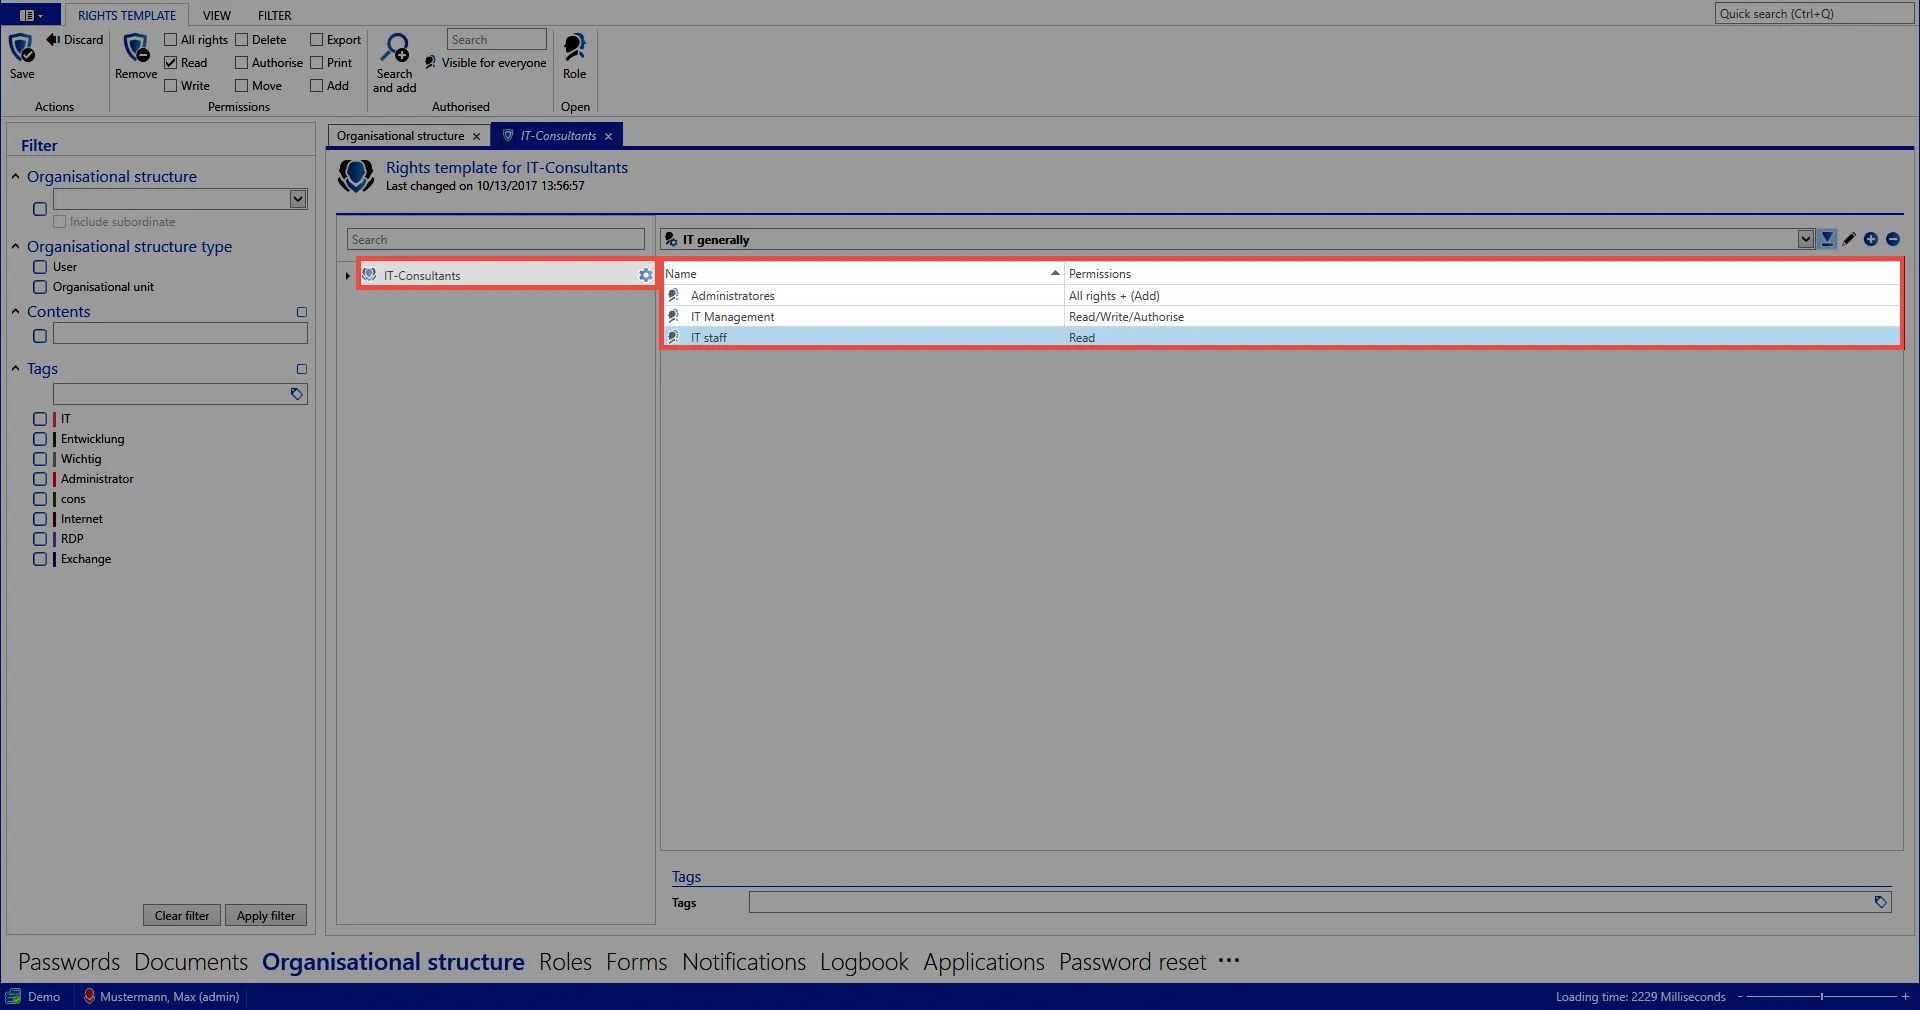 RIGHTS TEMPLATE VIEW FILTER
Quick search (Ctrl+Q)
Save
Discard
Actions
Remove
All rights Delete Export
Read Authorise Print
Write Move Add
Permissions
Search and add
Search
Visible for everyone
Authorised
Role
Open
Filter
Organisational structure
Include subordinate
Organisational structure type
User
Organisational unit
Contents
Tags
IT
Entwicklung
Wichtig
Administrator
cons
Internet
RDP
Exchange
Clear filter Apply filter
Organisational structure × IT-Consultants ×
Rights template for IT-Consultants
Last changed on 10/13/2017 13:56:57
Search
IT-Consultants
IT generally
Name Permissions
Administratores All rights + (Add)
IT Management Read/Write/Authorise
IT staff Read
Tags
Tags
Passwords Documents Organisational structure Roles Forms Notifications Logbook Applications Password reset ···
Demo Mustermann, Max (admin) Loading time: 2229 Milliseconds - +